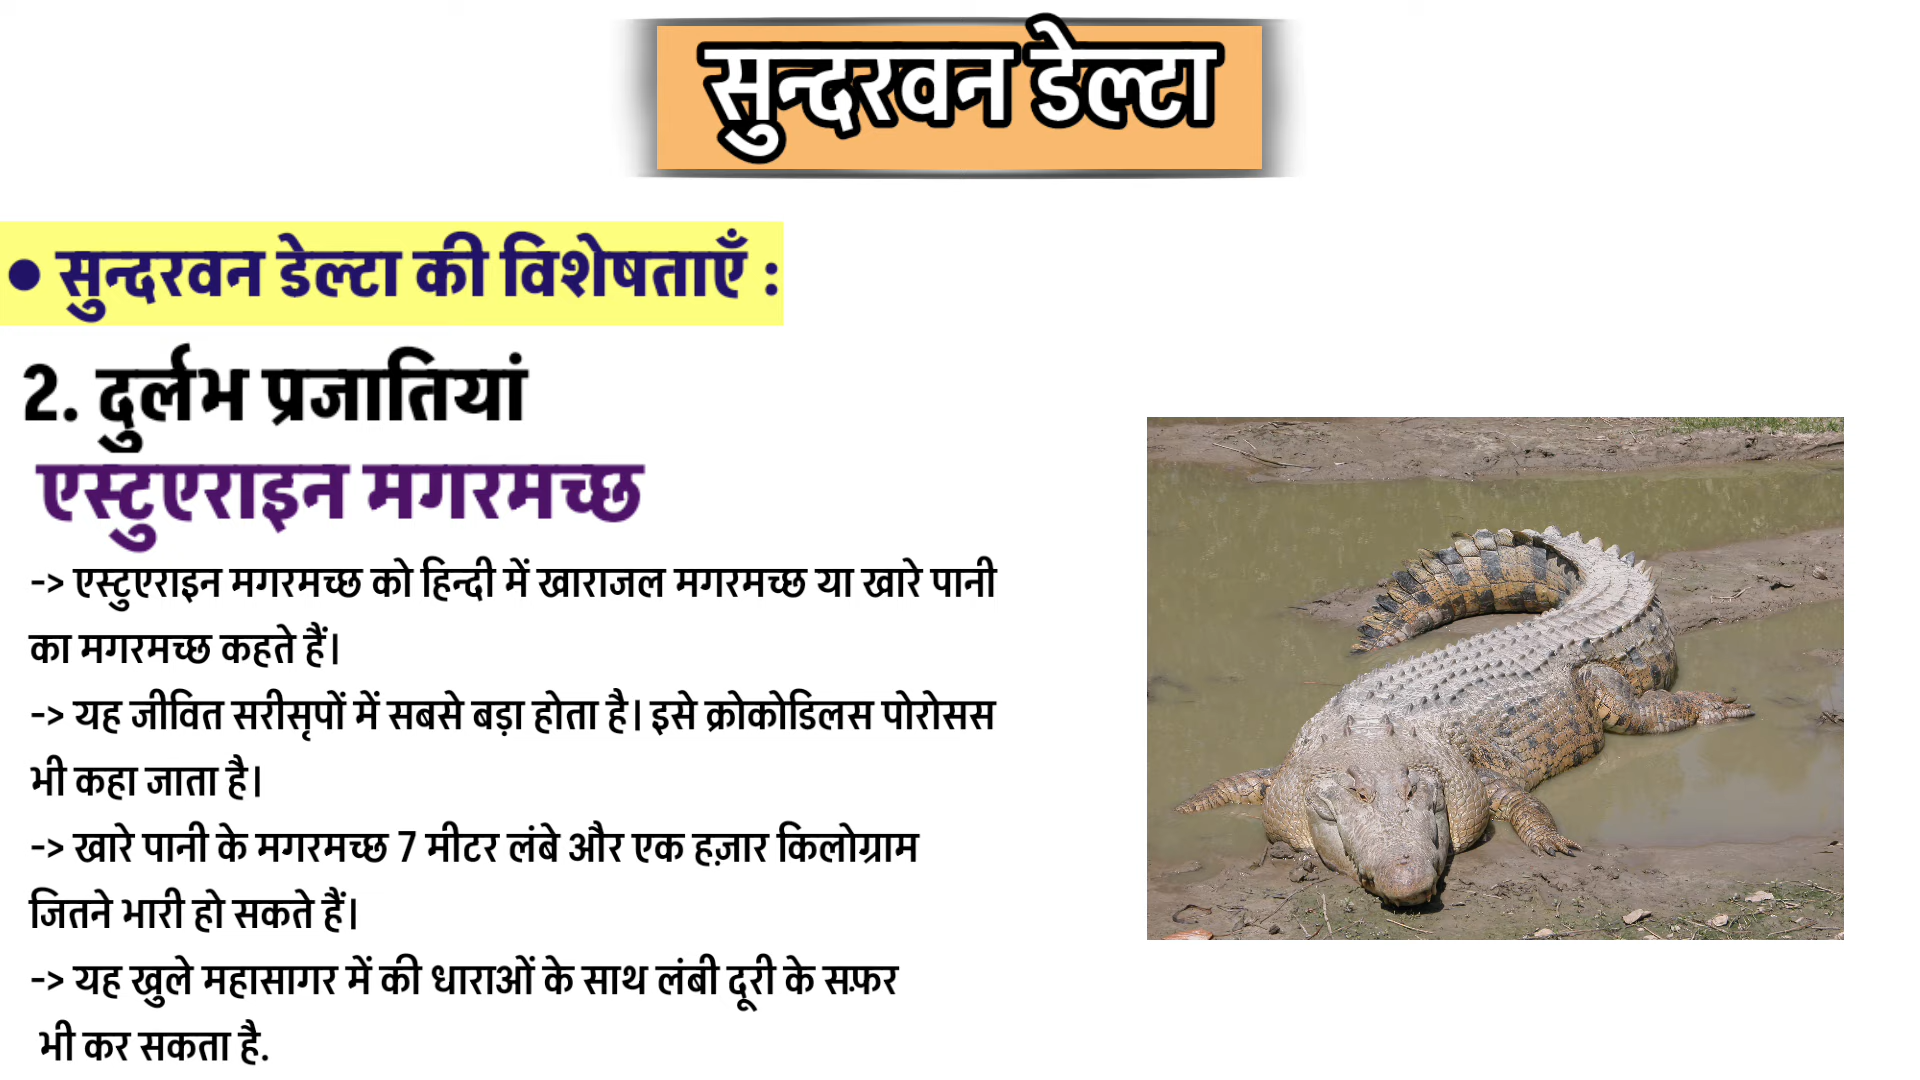 सुन्दरवन डेल्टा
● सुन्दरवन डेल्टा की विशेषताएँ :
2. दुर्लभ प्रजातियां
एस्टुएराइन मगरमच्छ
-> एस्टुएराइन मगरमच्छ को हिन्दी में खाराजल मगरमच्छ या खारे पानी
का मगरमच्छ कहते हैं।
-> यह जीवित सरीसृपों में सबसे बड़ा होता है। इसे क्रोकोडिलस पोरोसस
भी कहा जाता है।
-> खारे पानी के मगरमच्छ 7 मीटर लंबे और एक हज़ार किलोग्राम
जितने भारी हो सकते हैं।
-> यह खुले महासागर में की धाराओं के साथ लंबी दूरी के सफ़र
भी कर सकता है.